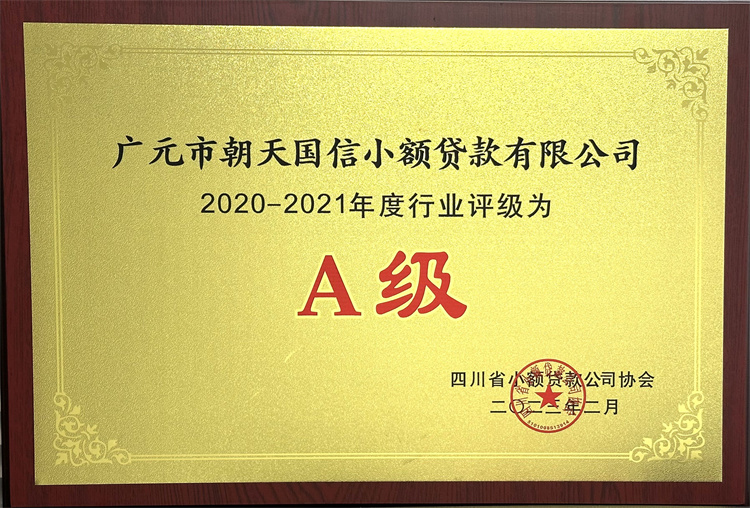 广元市朝天国信小额贷款有限公司
2020-2021年度行业评级为
A级
四川省小额贷款公司协会
二〇二三年二月